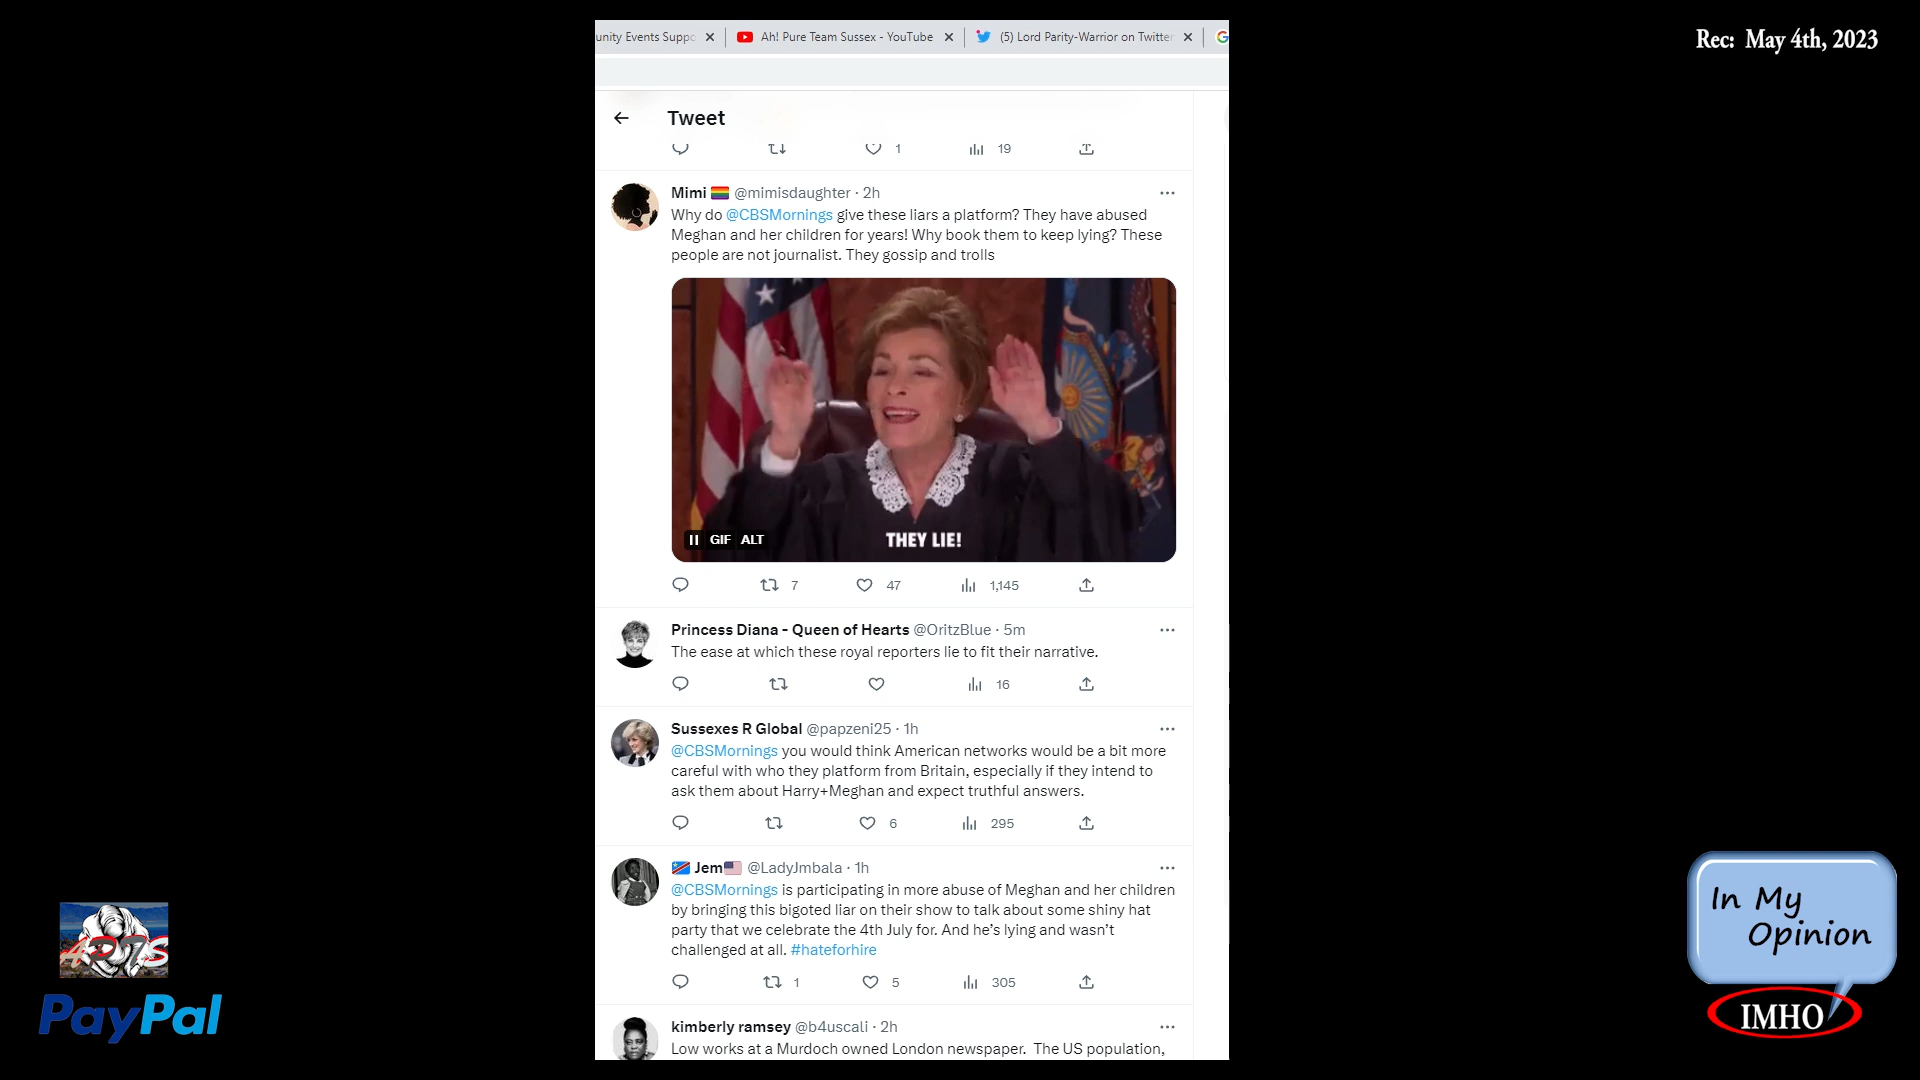 unity Events Suppo
Ah! Pure Team Sussex - YouTube
(5) Lord Parity-Warrior on Twitter
Rec: May 4th, 2023
Tweet
1
19
Mimi 🏳️‍🌈 @mimisdaughter · 2h
Why do @CBSMornings give these liars a platform? They have abused
Meghan and her children for years! Why book them to keep lying? These
people are not journalist. They gossip and trolls
GIF ALT
THEY LIE!
7
47
1,145
Princess Diana - Queen of Hearts @OritzBlue · 5m
The ease at which these royal reporters lie to fit their narrative.
16
Sussexes R Global @papzeni25 · 1h
@CBSMornings you would think American networks would be a bit more
careful with who they platform from Britain, especially if they intend to
ask them about Harry+Meghan and expect truthful answers.
6
295
🇨🇩 Jem🇺🇸 @LadyJmbala · 1h
@CBSMornings is participating in more abuse of Meghan and her children
by bringing this bigoted liar on their show to talk about some shiny hat
party that we celebrate the 4th July for. And he's lying and wasn't
challenged at all. #hateforhire
1
5
305
kimberly ramsey @b4uscali · 2h
Low works at a Murdoch owned London newspaper. The US population,
PayPal
In My
Opinion
IMHO